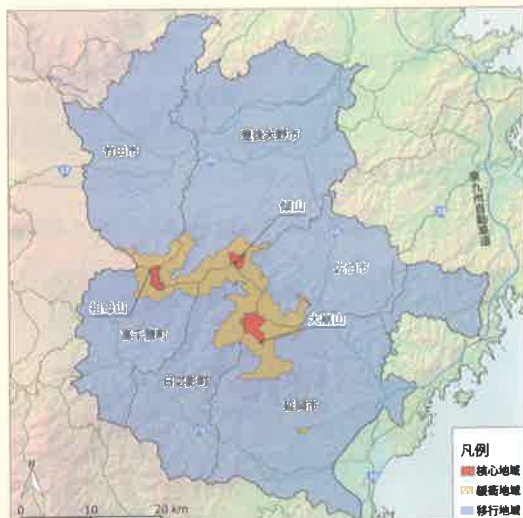 竹田市
豊後大野市
傾山
佐伯市
東九州自動車道
祖母山
高千穂町
大崩山
日之影町
延岡市
N
0 10 20 km
凡例
核心地域
緩衝地域
移行地域